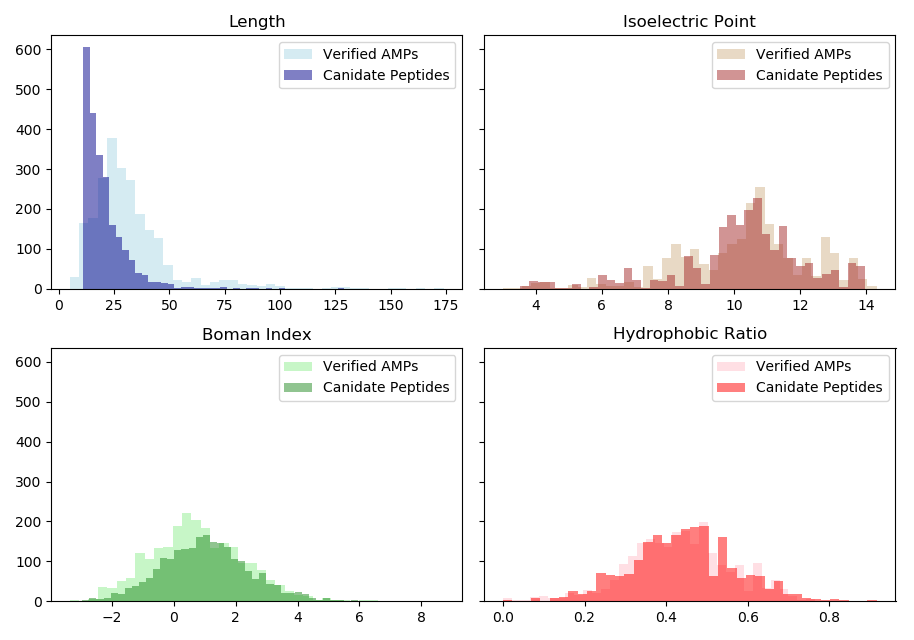 Length
Verified AMPs
Canidate Peptides
600
500
400
300
200
100
0
0 25 50 75 100 125 150 175
Isoelectric Point
Verified AMPs
Canidate Peptides
4 6 8 10 12 14
Boman Index
Verified AMPs
Canidate Peptides
600
500
400
300
200
100
0
−2 0 2 4 6 8
Hydrophobic Ratio
Verified AMPs
Canidate Peptides
0.0 0.2 0.4 0.6 0.8